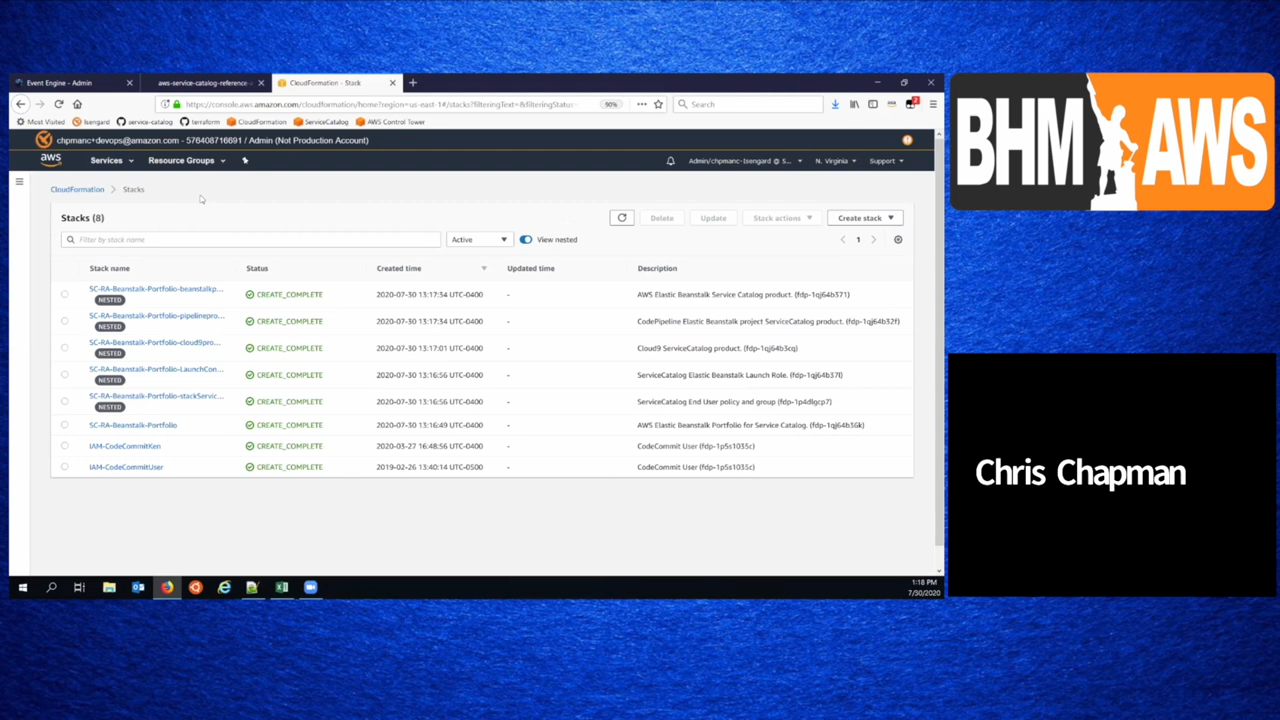 Event Engine - Admin
aws-service-catalog-reference-
CloudFormation - Stack
https://console.aws.amazon.com/cloudformation/home?region=us-east-1#/stacks?filteringText=&filteringStatus=
90%
Search
Most Visited
Isengard
service-catalog
terraform
CloudFormation
ServiceCatalog
AWS Control Tower
chpmanc+devops@amazon.com - 576408716691 / Admin (Not Production Account)
aws
Services
Resource Groups
Admin/chpmanc-Isengard @ 5...
N. Virginia
Support
CloudFormation > Stacks
Stacks (8)
Delete
Update
Stack actions
Create stack
Filter by stack name
Active
View nested
1
Stack name Status Created time Updated time Description
SC-RA-Beanstalk-Portfolio-beanstalkp...
NESTED
CREATE_COMPLETE 2020-07-30 13:17:34 UTC-0400 - AWS Elastic Beanstalk Service Catalog product. (fdp-1qj64b371)
SC-RA-Beanstalk-Portfolio-pipelinepro...
NESTED
CREATE_COMPLETE 2020-07-30 13:17:34 UTC-0400 - CodePipeline Elastic Beanstalk project ServiceCatalog product. (fdp-1qj64b32f)
SC-RA-Beanstalk-Portfolio-cloud9pro...
NESTED
CREATE_COMPLETE 2020-07-30 13:17:01 UTC-0400 - Cloud9 ServiceCatalog product. (fdp-1qj64b3cq)
SC-RA-Beanstalk-Portfolio-LaunchCon...
NESTED
CREATE_COMPLETE 2020-07-30 13:16:56 UTC-0400 - ServiceCatalog Elastic Beanstalk Launch Role. (fdp-1qj64b37l)
SC-RA-Beanstalk-Portfolio-stackServic...
NESTED
CREATE_COMPLETE 2020-07-30 13:16:56 UTC-0400 - ServiceCatalog End User policy and group (fdp-1p4dlgcp7)
SC-RA-Beanstalk-Portfolio CREATE_COMPLETE 2020-07-30 13:16:49 UTC-0400 - AWS Elastic Beanstalk Portfolio for Service Catalog. (fdp-1qj64b36k)
IAM-CodeCommitKen CREATE_COMPLETE 2020-03-27 16:48:56 UTC-0400 - CodeCommit User (fdp-1p5s1035c)
IAM-CodeCommitUser CREATE_COMPLETE 2019-02-26 13:40:14 UTC-0500 - CodeCommit User (fdp-1p5s1035c)
1:18 PM
7/30/2020
BHM AWS
Chris Chapman